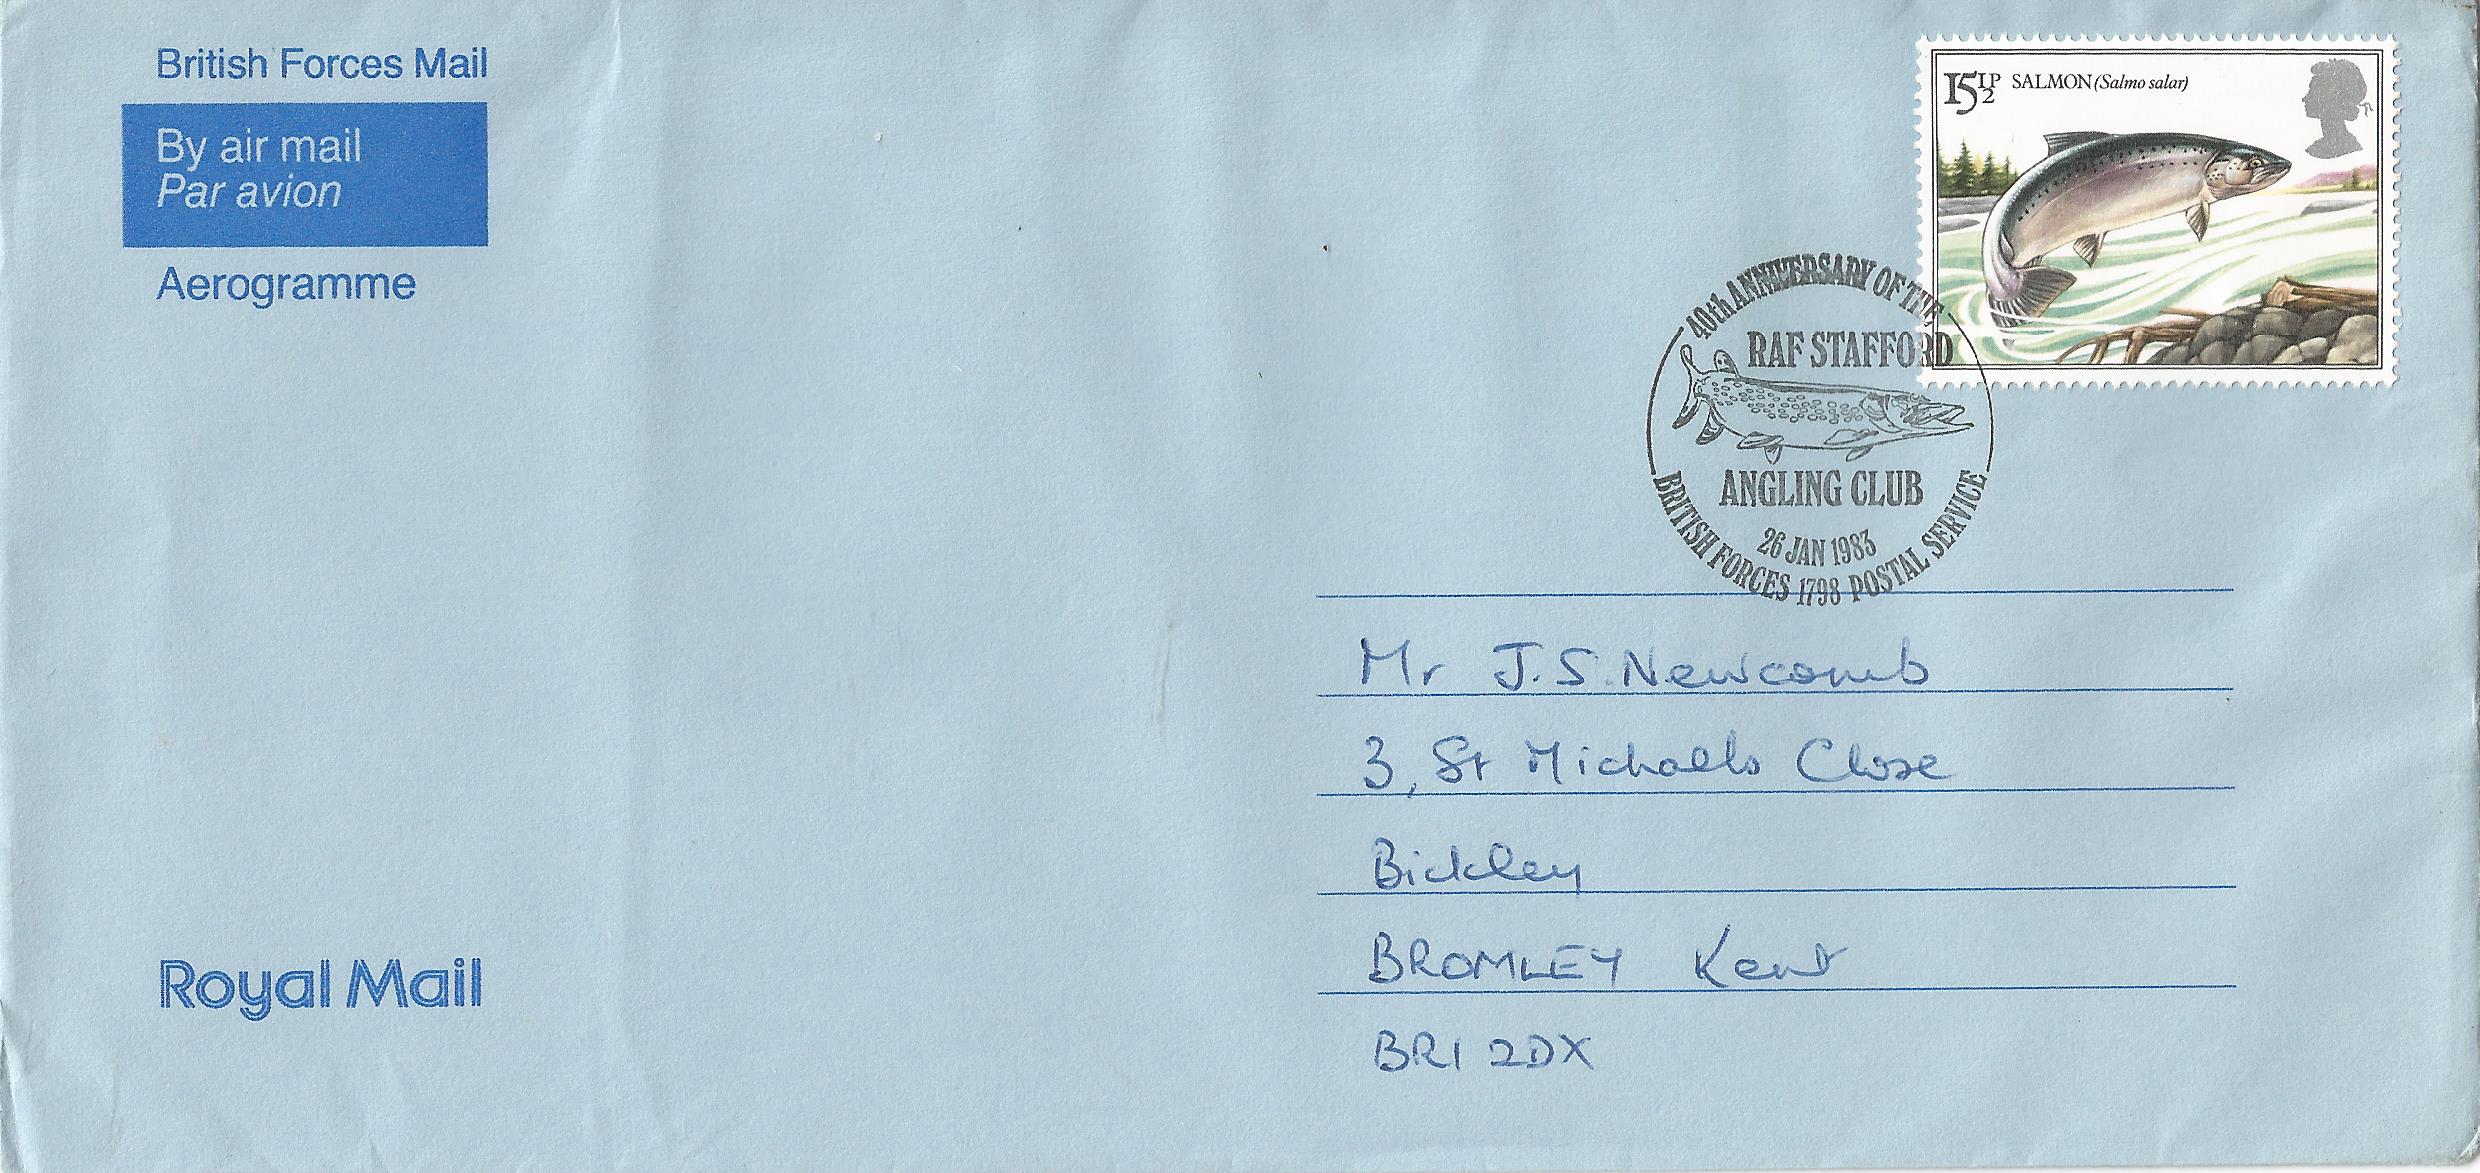 British Forces Mail
By air mail
Par avion
Aerogramme
15½P SALMON (Salmo salar)
40th ANNIVERSARY OF THE
RAF STAFFORD
ANGLING CLUB
26 JAN 1983
BRITISH FORCES 1798 POSTAL SERVICE
Mr J.S. Newcomb
3, St Michaels Close
Bickley
BROMLEY Kent
BR1 2DX
Royal Mail